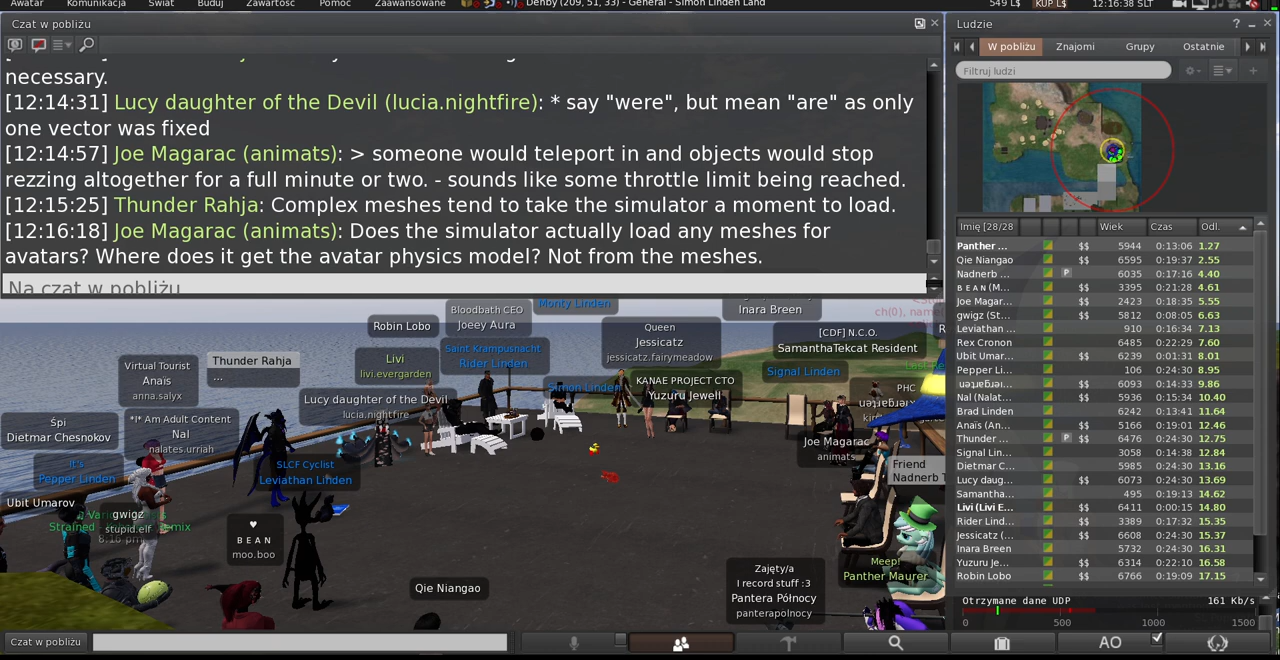 Awatar Komunikacja Świat Buduj Zawartość Pomoc Zaawansowane Denby (209, 51, 33) - General - Simon Linden Land 549 L$ KUP L$ 12:16:38 SLT
Czat w pobliżu
necessary.
[12:14:31] Lucy daughter of the Devil (lucia.nightfire): * say "were", but mean "are" as only
one vector was fixed
[12:14:57] Joe Magarac (animats): > someone would teleport in and objects would stop
rezzing altogether for a full minute or two. - sounds like some throttle limit being reached.
[12:15:25] Thunder Rahja: Complex meshes tend to take the simulator a moment to load.
[12:16:18] Joe Magarac (animats): Does the simulator actually load any meshes for
avatars? Where does it get the avatar physics model? Not from the meshes.
Na czat w pobliżu
Ludzie
W pobliżu Znajomi Grupy Ostatnie
Filtruj ludzi
Imię [28/28 Wiek Czas Odl.
Panther ... $$ 5944 0:13:06 1.27
Qie Niangao $$ 6595 0:19:37 2.55
Nadnerb ... P 6035 0:17:16 4.40
ʙ ᴇ ᴀ ɴ (M... $$ 3395 0:21:28 4.61
Joe Magar... $$ 2423 0:18:35 5.55
gwigz (St... $$ 5812 0:08:05 6.63
Leviathan ... 910 0:16:34 7.13
Rex Cronon 6485 0:22:29 7.60
Ubit Umar... $$ 6239 0:01:31 8.01
Pepper Li... 106 0:24:30 8.95
$$ 6093 0:14:33 9.86
Nal (Nalat... $$ 5936 0:15:34 10.40
Brad Linden 6242 0:13:41 11.64
Anaïs (An... $$ 5166 0:19:01 12.46
Thunder ... P $$ 6476 0:24:30 12.75
Signal Lin... 3058 0:14:38 12.84
Dietmar C... 5985 0:24:30 13.16
Lucy daug... $$ 6073 0:24:30 13.69
Samantha... 495 0:19:13 14.62
Livi (Livi E... $$ 6411 0:00:15 14.80
Rider Lind... $$ 3389 0:17:32 15.35
Jessicatz (... $$ 6608 0:24:30 15.37
Inara Breen 5732 0:24:30 16.31
Yuzuru Je... $$ 6314 0:22:10 16.58
Robin Lobo $$ 6766 0:19:09 17.15
Otrzymane dane UDP 161 Kb/s
0 500 1000 1500
Bloodbath CEO
Joeey Aura
Monty Linden
Inara Breen
Robin Lobo
Queen
Jessicatz
jessicatz.fairymeadow
[CDF] N.C.O.
SamanthaTekcat Resident
Saint Krampusnacht
Rider Linden
Livi
livi.evergarden
Thunder Rahja
...
Virtual Tourist
Anaïs
anna.salyx
Signal Linden
Simon Linden
KANAE PROJECT CTO
Yuzuru Jewell
PHC
Lucy daughter of the Devil
lucia.nightfire
Śpi
Dietmar Chesnokov
*!* Am Adult Content
Nal
nalates.urriah
Joe Magarac
animats
It's
Pepper Linden
SLCF Cyclist
Leviathan Linden
Friend
Nadnerb
Ubit Umarov
gwigz
stupid.elf
8:16 pm
♥
ʙ ᴇ ᴀ ɴ
moo.boo
Qie Niangao
Zajęty/a
I record stuff :3
Pantera Północy
panterapolnocy
Meep!
Panther Maurer
Czat w pobliżu
AO